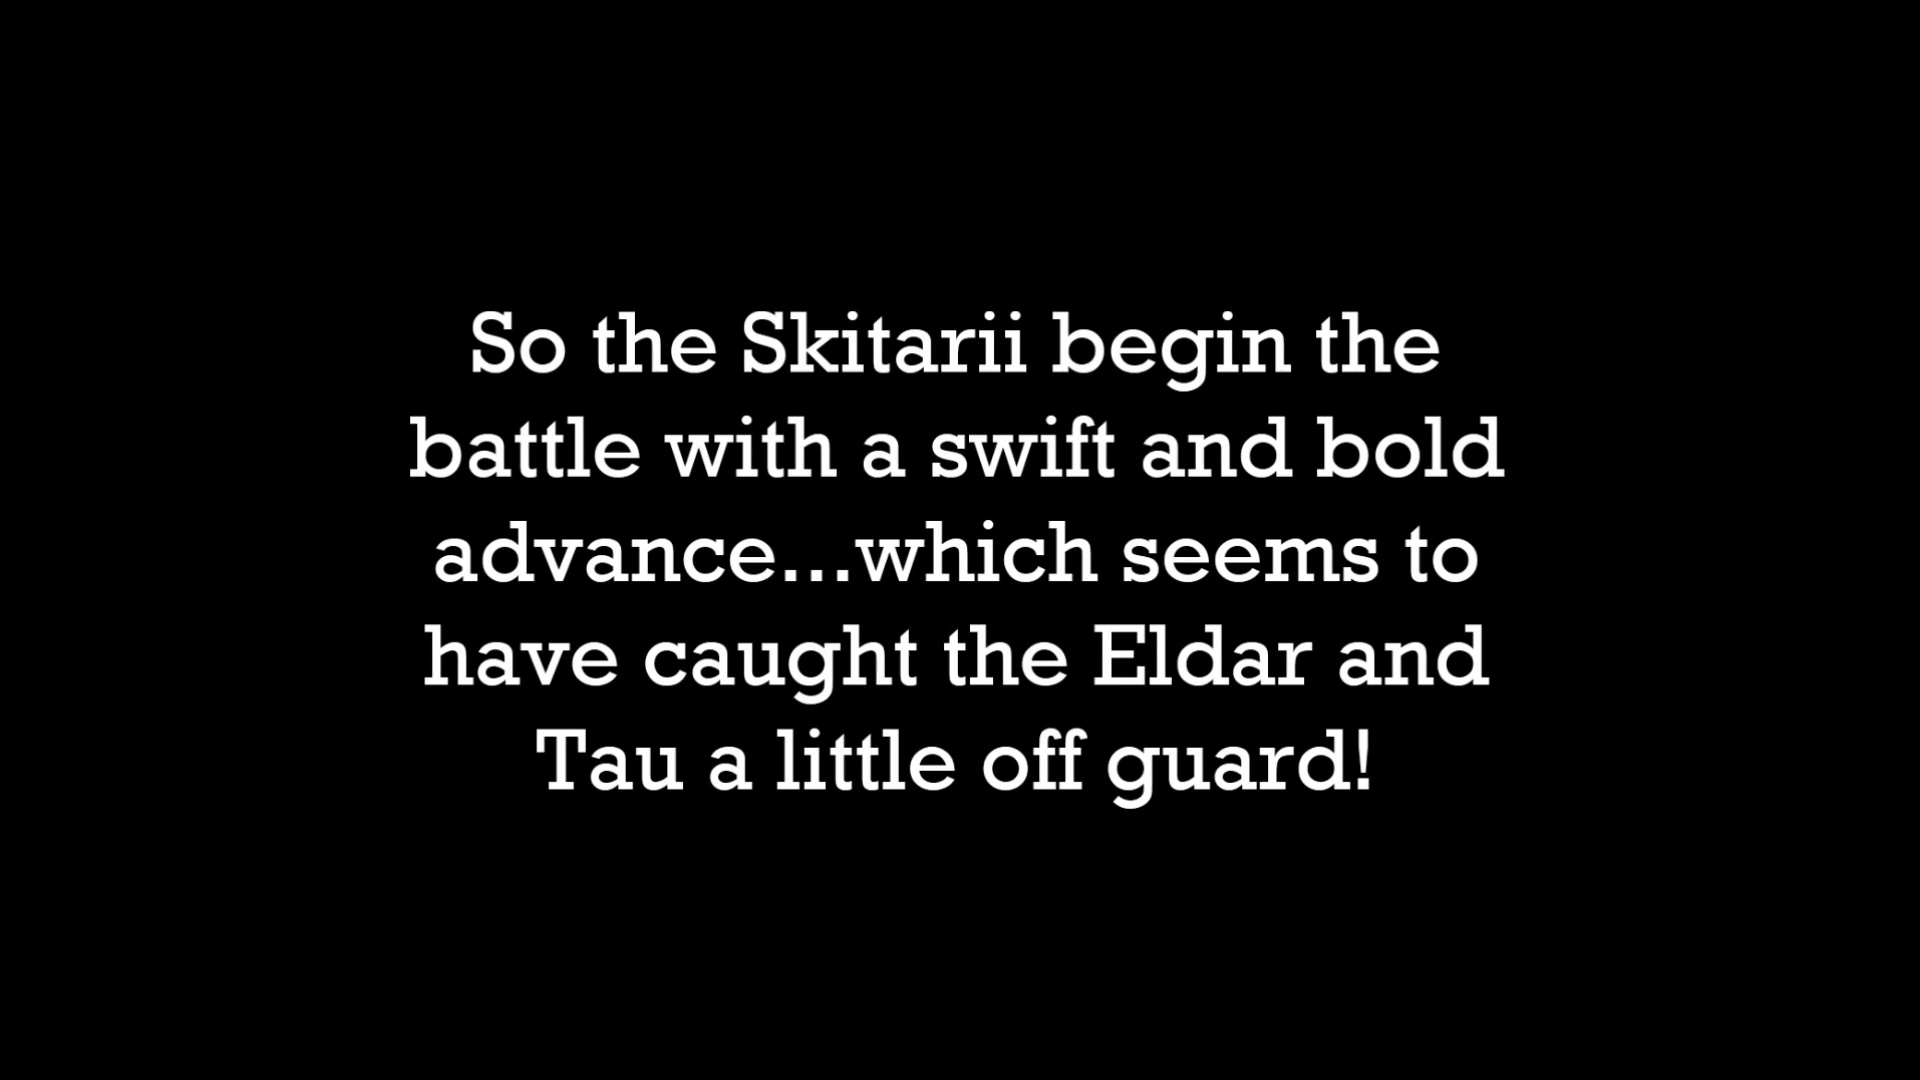 So the Skitarii begin the
battle with a swift and bold
advance...which seems to
have caught the Eldar and
Tau a little off guard!